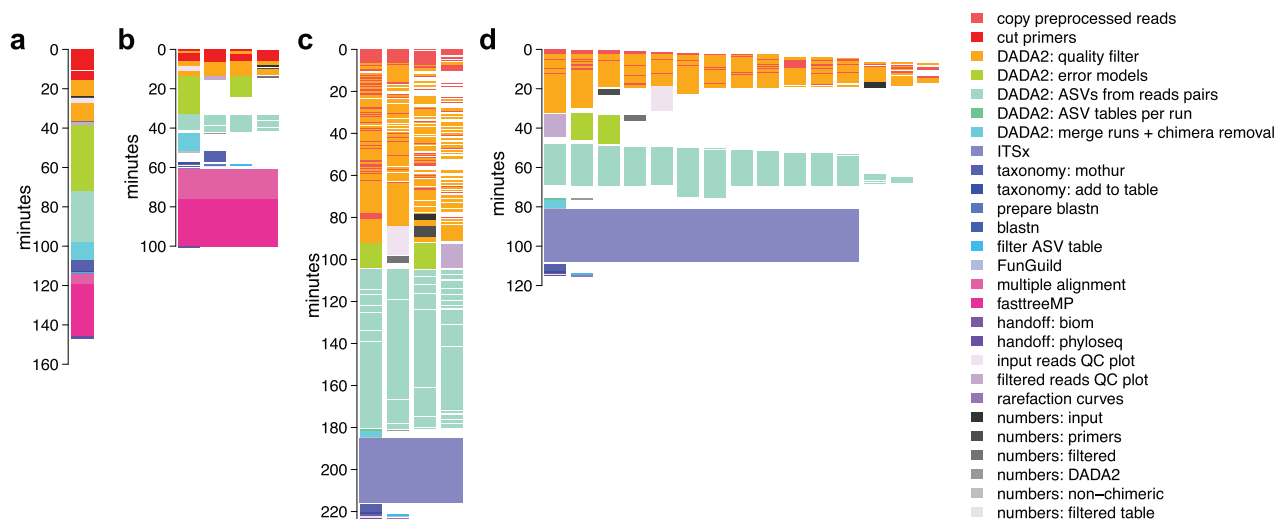 a
b
c
d
minutes
0
20
40
60
80
100
120
140
160
minutes
0
20
40
60
80
100
minutes
0
20
40
60
80
100
120
140
160
180
200
220
minutes
0
20
40
60
80
100
120
copy preprocessed reads
cut primers
DADA2: quality filter
DADA2: error models
DADA2: ASVs from reads pairs
DADA2: ASV tables per run
DADA2: merge runs + chimera removal
ITSx
taxonomy: mothur
taxonomy: add to table
prepare blastn
blastn
filter ASV table
FunGuild
multiple alignment
fasttreeMP
handoff: biom
handoff: phyloseq
input reads QC plot
filtered reads QC plot
rarefaction curves
numbers: input
numbers: primers
numbers: filtered
numbers: DADA2
numbers: non−chimeric
numbers: filtered table